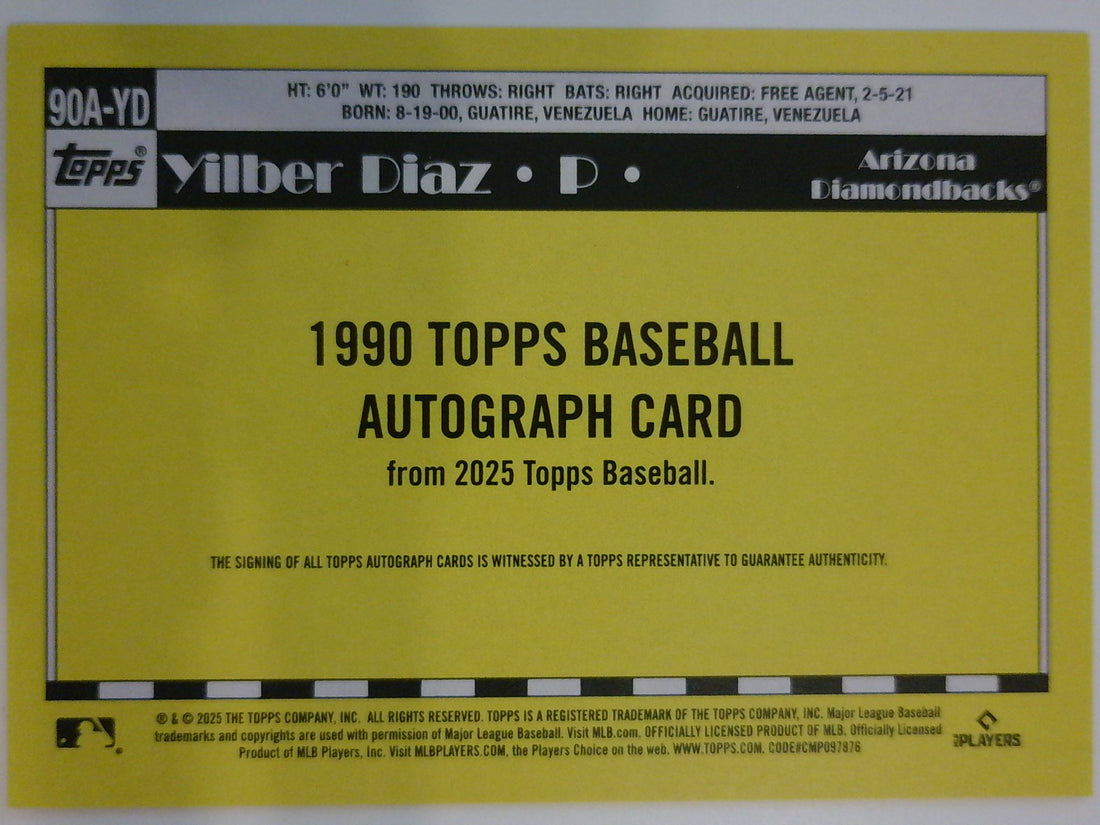 90A-YD
HT: 6'0" WT: 190 THROWS: RIGHT BATS: RIGHT ACQUIRED: FREE AGENT, 2-5-21
BORN: 8-19-00, GUATIRE, VENEZUELA HOME: GUATIRE, VENEZUELA
topps®
Yilber Diaz • P •
Arizona
Diamondbacks®
1990 TOPPS BASEBALL
AUTOGRAPH CARD
from 2025 Topps Baseball.
THE SIGNING OF ALL TOPPS AUTOGRAPH CARDS IS WITNESSED BY A TOPPS REPRESENTATIVE TO GUARANTEE AUTHENTICITY.
® & © 2025 THE TOPPS COMPANY, INC. ALL RIGHTS RESERVED. TOPPS IS A REGISTERED TRADEMARK OF THE TOPPS COMPANY, INC. Major League Baseball
trademarks and copyrights are used with permission of Major League Baseball. Visit MLB.com. OFFICIALLY LICENSED PRODUCT OF MLB. Officially Licensed
Product of MLB Players, Inc. Visit MLBPLAYERS.COM, the Players Choice on the web. WWW.TOPPS.COM. CODE#CMP097876
PLAYERS